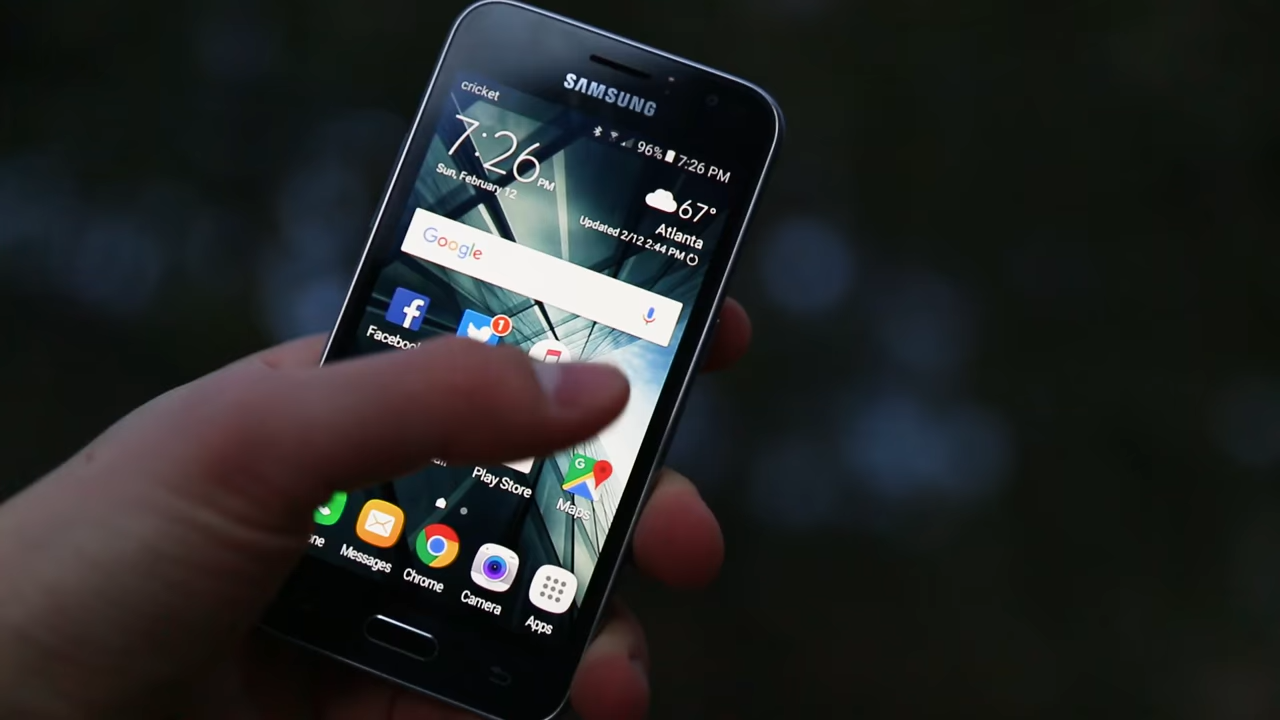 SAMSUNG
cricket
96% 7:26 PM
7:26 PM
Sun, February 12
67°
Atlanta
Updated 2/12 2:44 PM
Google
1
Facebook
Play Store
G
Maps
Messages
Chrome
Camera
Apps